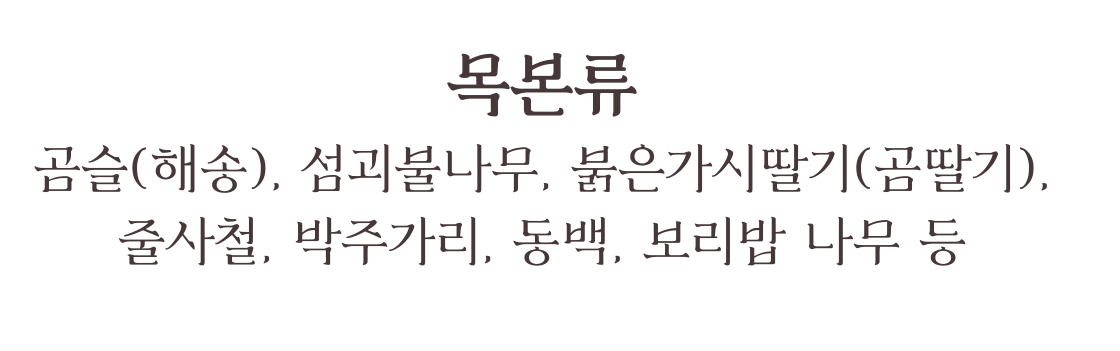 목본류
곰슬(해송), 섬괴불나무, 붉은가시딸기(곰딸기),
줄사철, 박주가리, 동백, 보리밥 나무 등